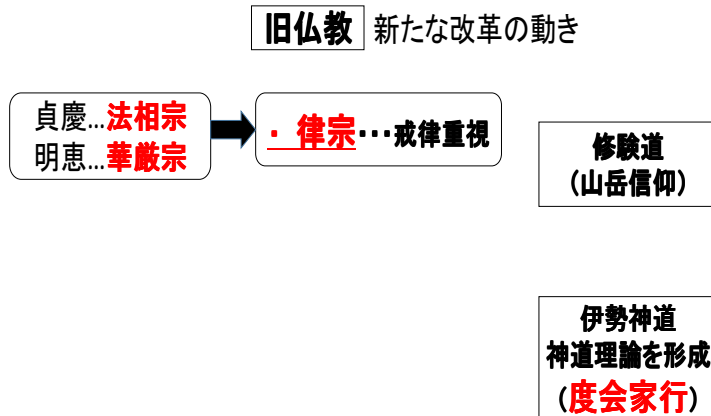 旧仏教 新たな改革の動き
貞慶…法相宗
明恵…華厳宗
・ 律宗・・・戒律重視
修験道
(山岳信仰)
伊勢神道
神道理論を形成
(度会家行)